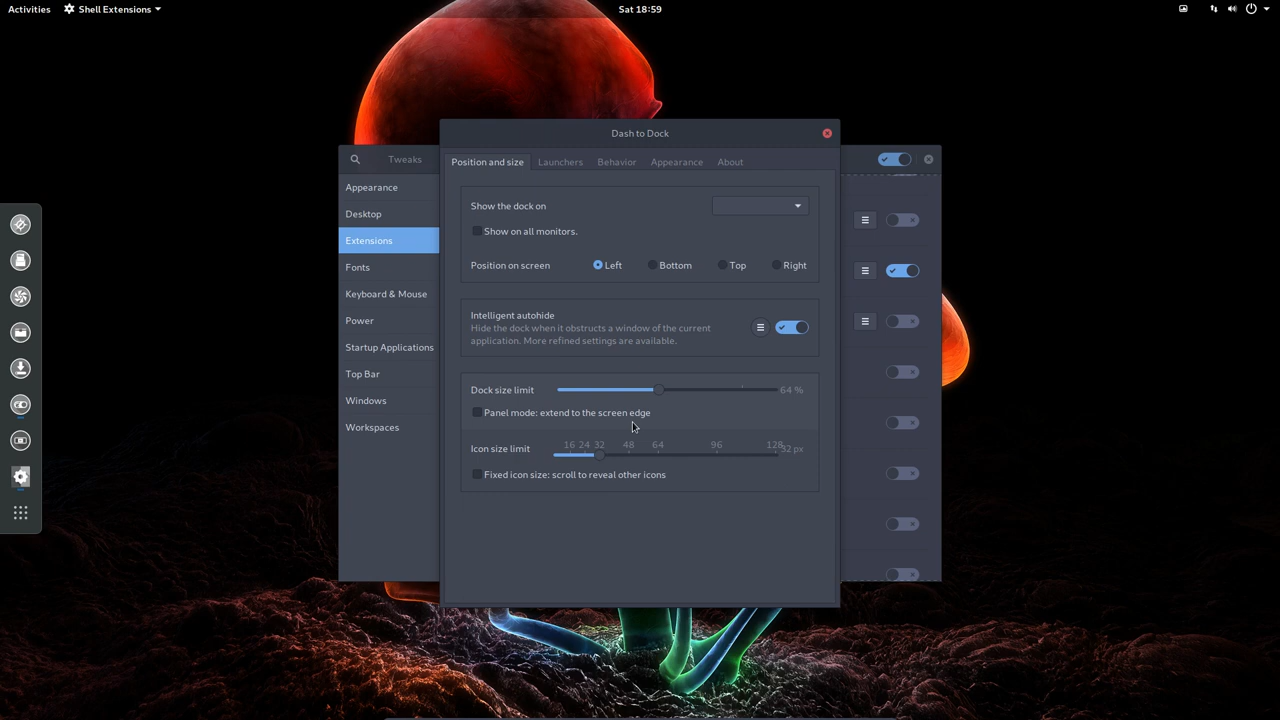 Activities
Shell Extensions
Sat 18:59
Dash to Dock
Tweaks
Position and size
Launchers
Behavior
Appearance
About
Appearance
Desktop
Extensions
Fonts
Keyboard & Mouse
Power
Startup Applications
Top Bar
Windows
Workspaces
Show the dock on
Show on all monitors.
Position on screen
Left
Bottom
Top
Right
Intelligent autohide
Hide the dock when it obstructs a window of the current
application. More refined settings are available.
Dock size limit
64 %
Panel mode: extend to the screen edge
Icon size limit
16 24 32 48 64 96 128
32 px
Fixed icon size: scroll to reveal other icons